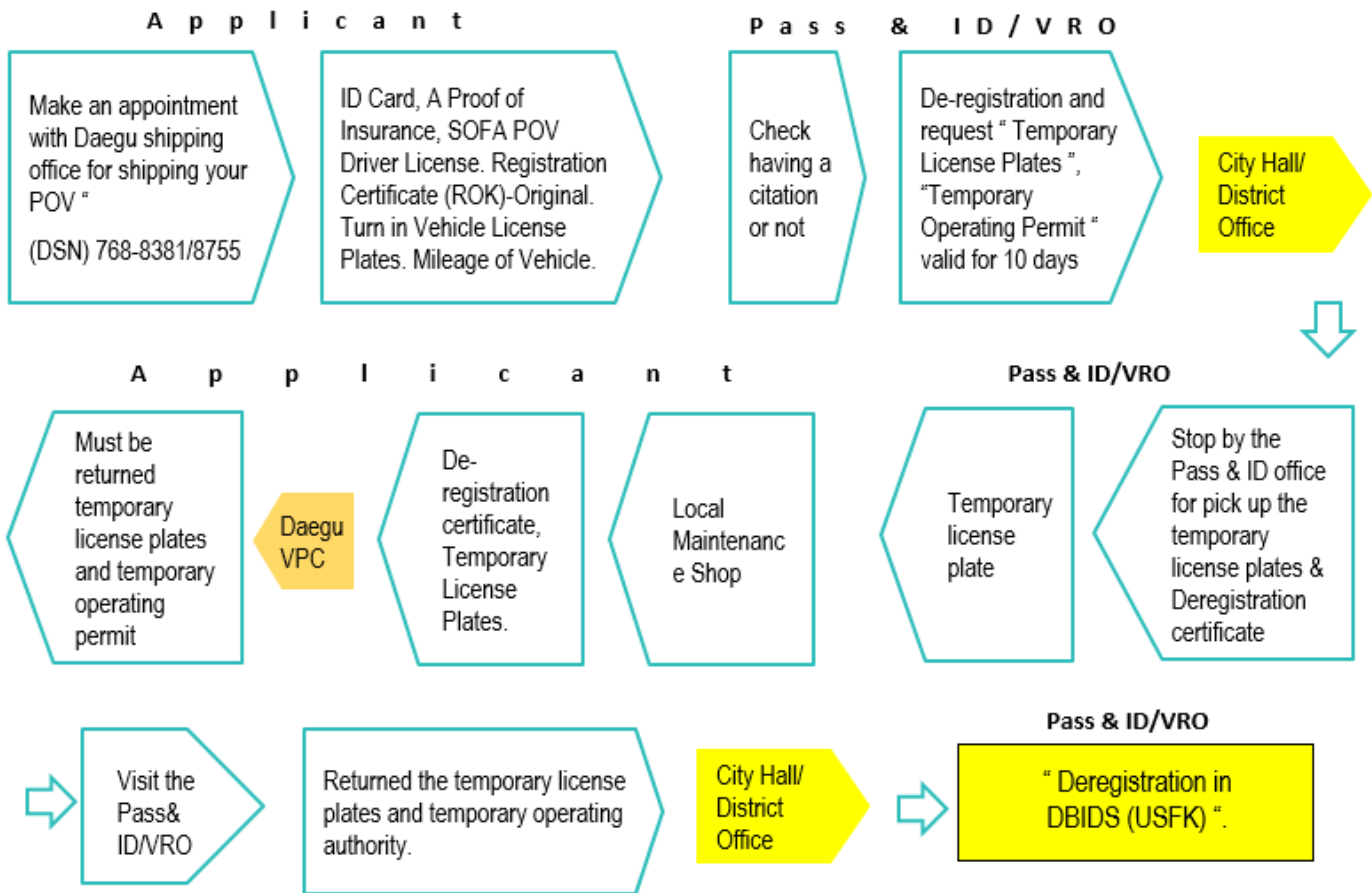 Applicant
Pass & ID/VRO
Make an appointment
with Daegu shipping
office for shipping your
POV “
(DSN) 768-8381/8755
ID Card, A Proof of
Insurance, SOFA POV
Driver License. Registration
Certificate (ROK)-Original.
Turn in Vehicle License
Plates. Mileage of Vehicle.
Check
having a
citation
or not
De-registration and
request “ Temporary
License Plates ”,
“Temporary
Operating Permit “
valid for 10 days
City Hall/
District
Office
Applicant
Pass & ID/VRO
Must be
returned
temporary
license plates
and temporary
operating
permit
Daegu
VPC
De-
registration
certificate,
Temporary
License
Plates.
Local
Maintenanc
e Shop
Temporary
license
plate
Stop by the
Pass & ID office
for pick up the
temporary
license plates &
Deregistration
certificate
Visit the
Pass&
ID/VRO
Returned the temporary license
plates and temporary operating
authority.
City Hall/
District
Office
Pass & ID/VRO
“ Deregistration in
DBIDS (USFK) “.